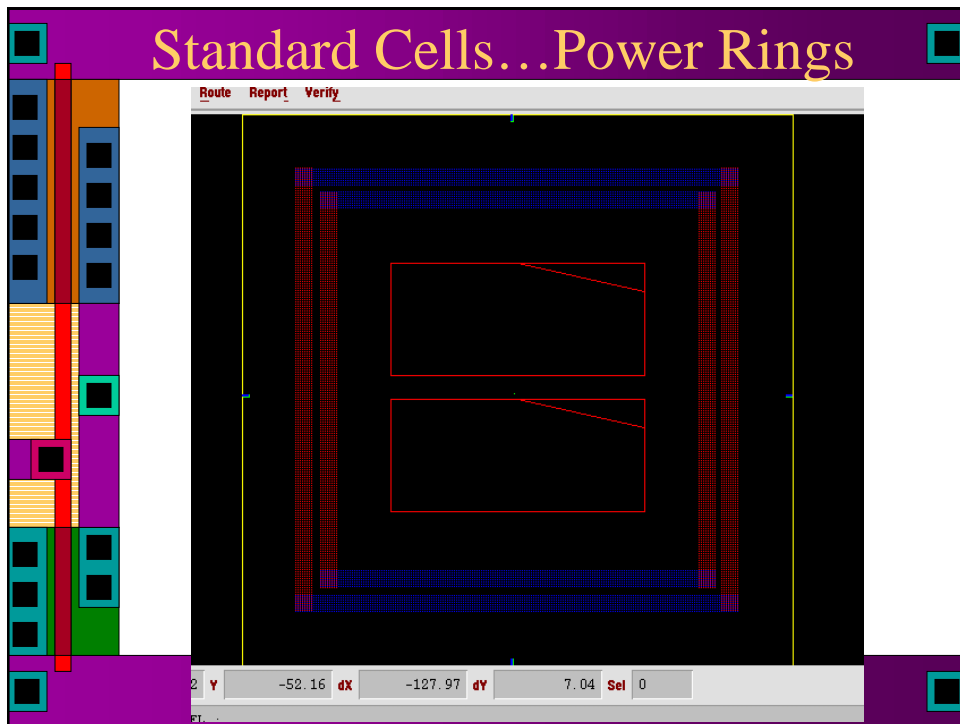 Standard Cells...Power Rings
Route Report Verify
2 Y -52.16 dX -127.97 dY 7.04 Sel 0